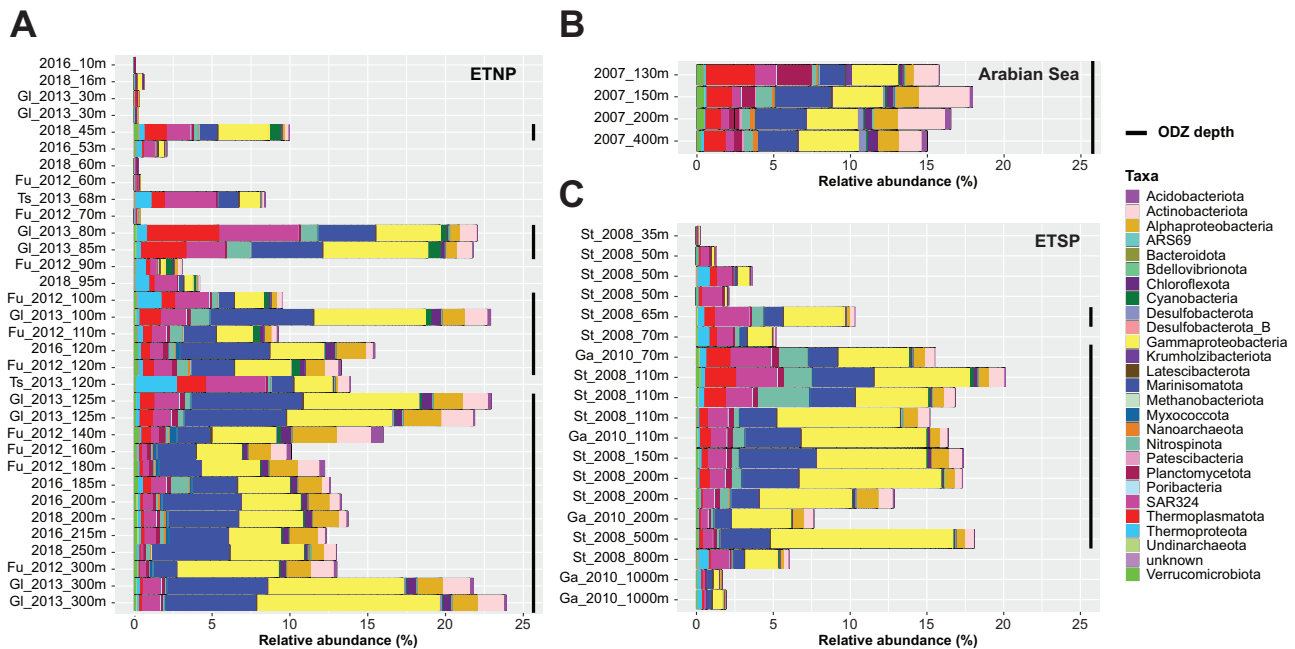 A
ETNP
2016_10m
2018_16m
Gl_2013_30m
Gl_2013_30m
2018_45m
2016_53m
2018_60m
Fu_2012_60m
Ts_2013_68m
Fu_2012_70m
Gl_2013_80m
Gl_2013_85m
Fu_2012_90m
2018_95m
Fu_2012_100m
Gl_2013_100m
Fu_2012_110m
2016_120m
Fu_2012_120m
Ts_2013_120m
Gl_2013_125m
Gl_2013_125m
Fu_2012_140m
Fu_2012_160m
Fu_2012_180m
2016_185m
2016_200m
2018_200m
2016_215m
2018_250m
Fu_2012_300m
Gl_2013_300m
Gl_2013_300m
0 5 10 15 20 25
Relative abundance (%)
B
Arabian Sea
2007_130m
2007_150m
2007_200m
2007_400m
0 5 10 15 20 25
Relative abundance (%)
C
ETSP
St_2008_35m
St_2008_50m
St_2008_50m
St_2008_50m
St_2008_65m
St_2008_70m
Ga_2010_70m
St_2008_110m
St_2008_110m
St_2008_110m
Ga_2010_110m
St_2008_150m
St_2008_200m
St_2008_200m
Ga_2010_200m
St_2008_500m
St_2008_800m
Ga_2010_1000m
Ga_2010_1000m
0 5 10 15 20 25
Relative abundance (%)
ODZ depth
Taxa
Acidobacteriota
Actinobacteriota
Alphaproteobacteria
ARS69
Bacteroidota
Bdellovibrionota
Chloroflexota
Cyanobacteria
Desulfobacterota
Desulfobacterota_B
Gammaproteobacteria
Krumholzibacteriota
Latescibacterota
Marinisomatota
Methanobacteriota
Myxococcota
Nanoarchaeota
Nitrospinota
Patescibacteria
Planctomycetota
Poribacteria
SAR324
Thermoplasmatota
Thermoproteota
Undinarchaeota
unknown
Verrucomicrobiota